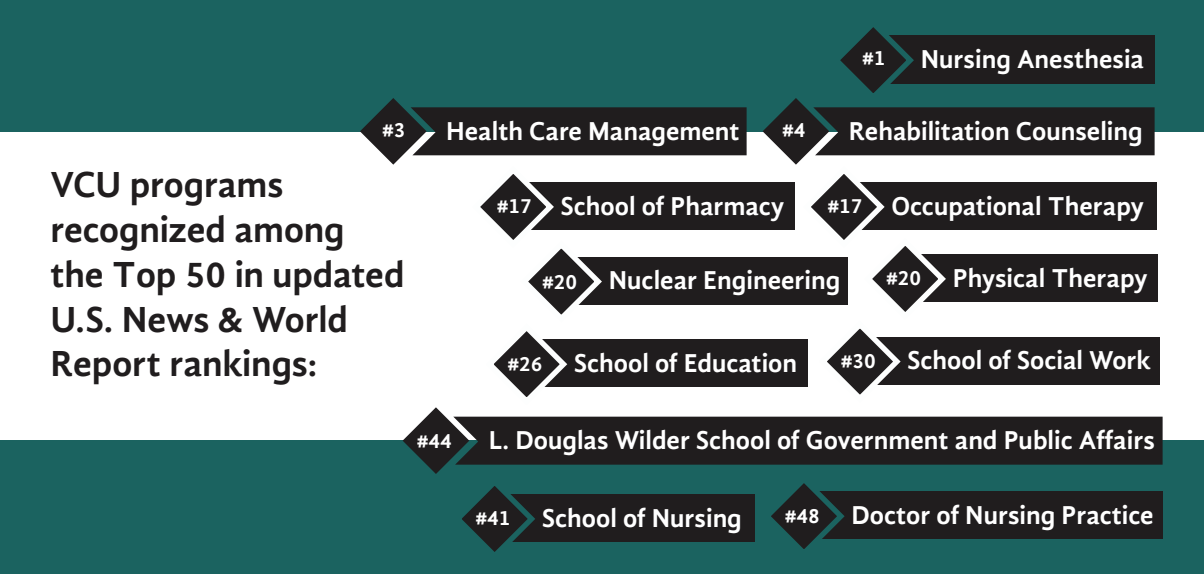 #1 Nursing Anesthesia
#3 Health Care Management
#4 Rehabilitation Counseling
VCU programs
recognized among
the Top 50 in updated
U.S. News & World
Report rankings:
#17 School of Pharmacy
#17 Occupational Therapy
#20 Nuclear Engineering
#20 Physical Therapy
#26 School of Education
#30 School of Social Work
#44 L. Douglas Wilder School of Government and Public Affairs
#41 School of Nursing
#48 Doctor of Nursing Practice